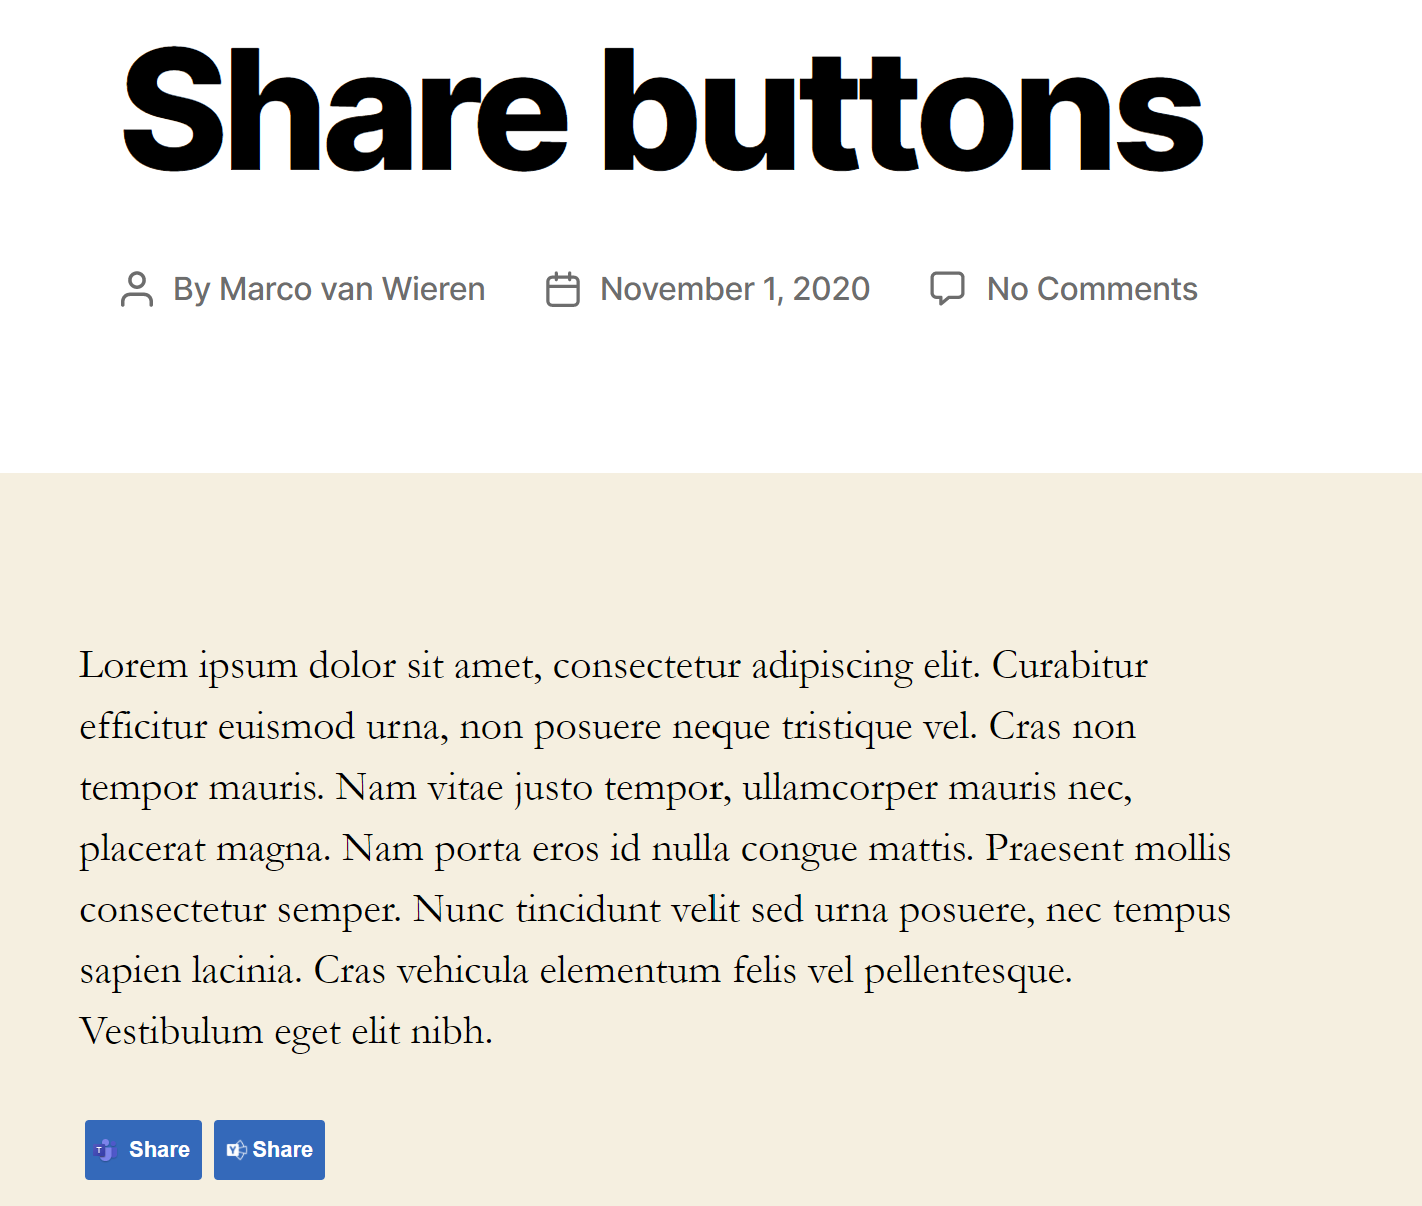 Share buttons
By Marco van Wieren November 1, 2020 No Comments
Lorem ipsum dolor sit amet, consectetur adipiscing elit. Curabitur
efficitur euismod urna, non posuere neque tristique vel. Cras non
tempor mauris. Nam vitae justo tempor, ullamcorper mauris nec,
placerat magna. Nam porta eros id nulla congue mattis. Praesent mollis
consectetur semper. Nunc tincidunt velit sed urna posuere, nec tempus
sapien lacinia. Cras vehicula elementum felis vel pellentesque.
Vestibulum eget elit nibh.
T Share Y Share